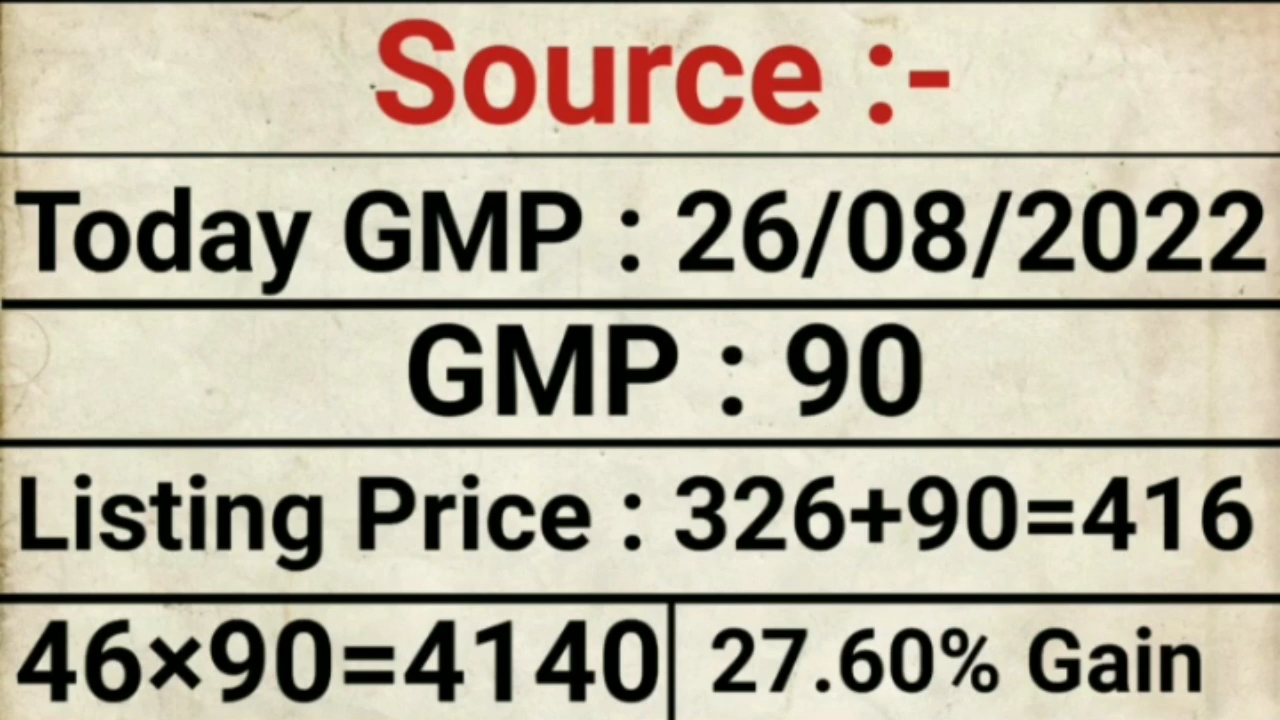 Source :-
Today GMP : 26/08/2022
GMP : 90
Listing Price : 326+90=416
46×90=4140
27.60% Gain